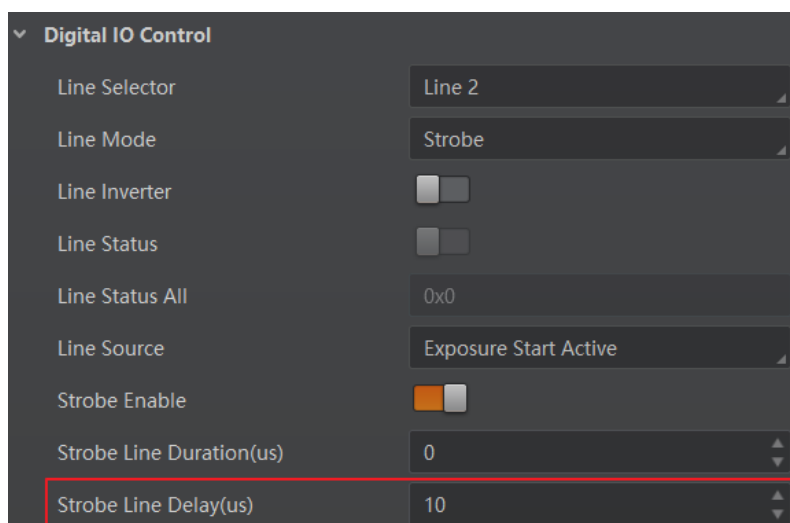 Digital IO Control
Line Selector Line 2
Line Mode Strobe
Line Inverter
Line Status
Line Status All 0x0
Line Source Exposure Start Active
Strobe Enable
Strobe Line Duration(us) 0
Strobe Line Delay(us) 10